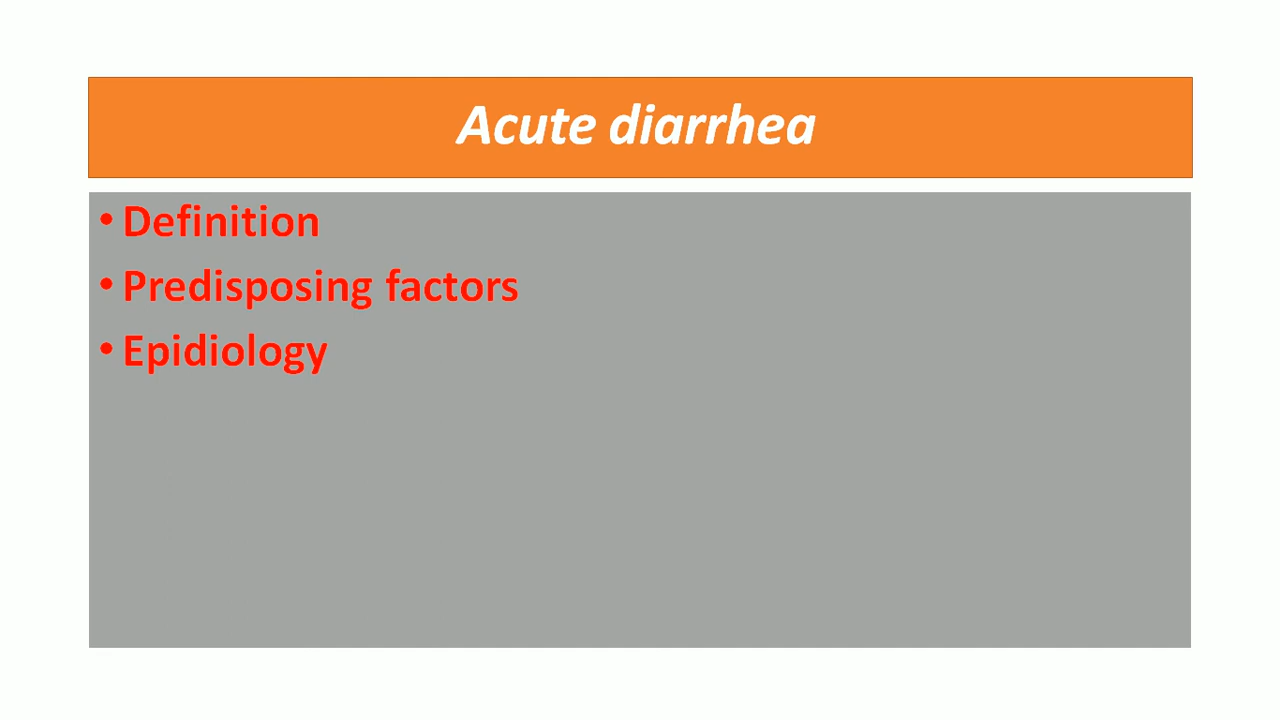 Acute diarrhea
• Definition
• Predisposing factors
• Epidiology